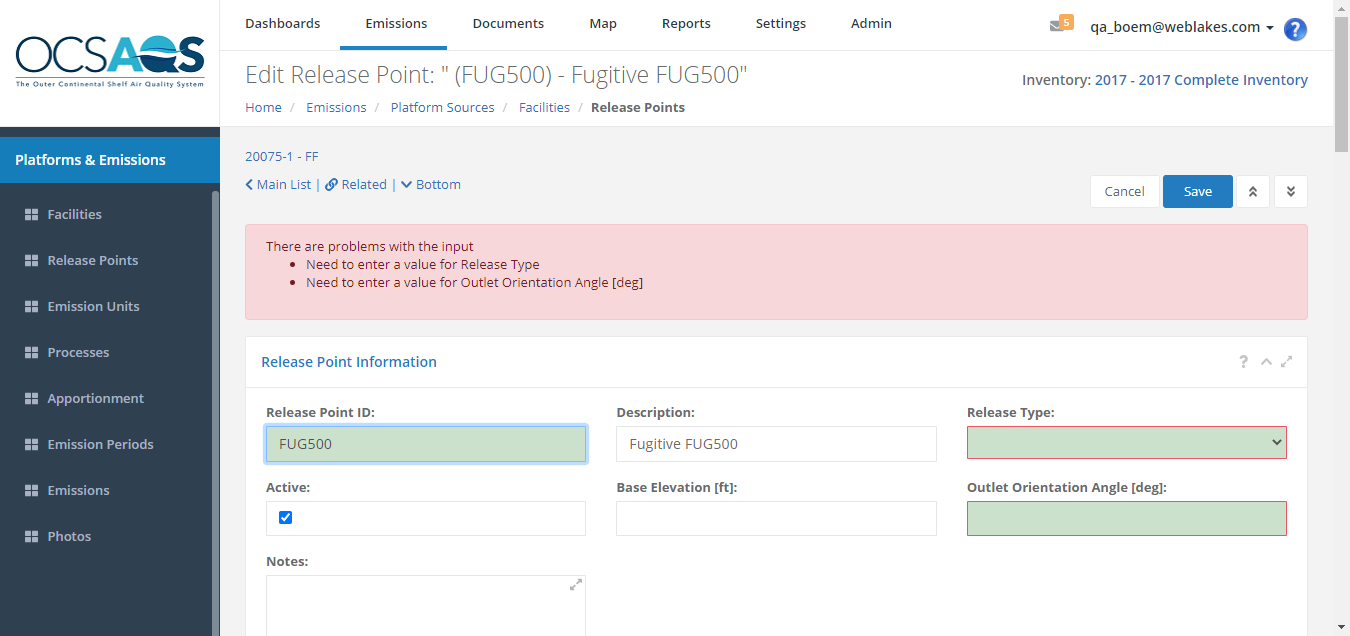 OCSAQS
The Outer Continental Shelf Air Quality System
Dashboards Emissions Documents Map Reports Settings Admin
5 qa_boem@weblakes.com ?
Edit Release Point: " (FUG500) - Fugitive FUG500"
Inventory: 2017 - 2017 Complete Inventory
Home / Emissions / Platform Sources / Facilities / Release Points
Platforms & Emissions
Facilities
Release Points
Emission Units
Processes
Apportionment
Emission Periods
Emissions
Photos
20075-1 - FF
Main List | Related | Bottom
Cancel Save
There are problems with the input
• Need to enter a value for Release Type
• Need to enter a value for Outlet Orientation Angle [deg]
Release Point Information ?
Release Point ID: Description: Release Type:
FUG500 Fugitive FUG500
Active: Base Elevation [ft]: Outlet Orientation Angle [deg]:
Notes: